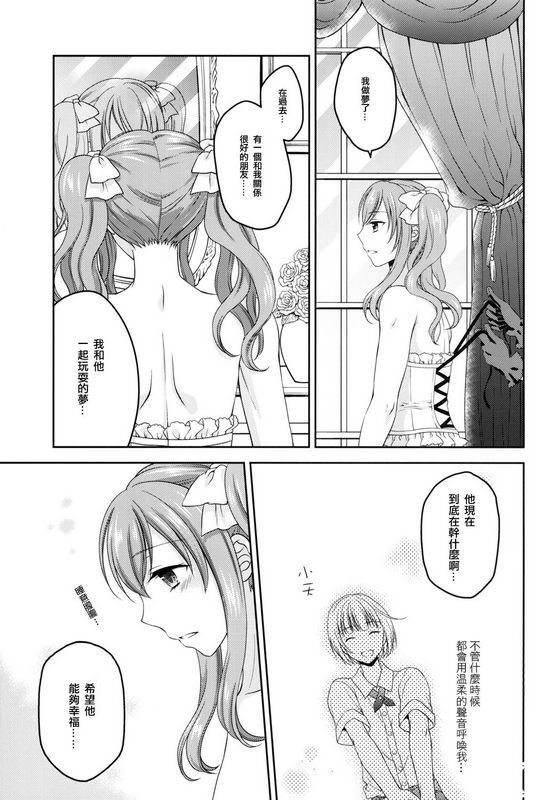 我做夢了…
在過去…
有一個和我關係
很好的朋友……
我和他
一起玩耍的夢…
他現在
到底在幹什麼啊…
小天
不管什麼時候
都會用温柔的聲音呼喚我…
希望他
能夠幸福…